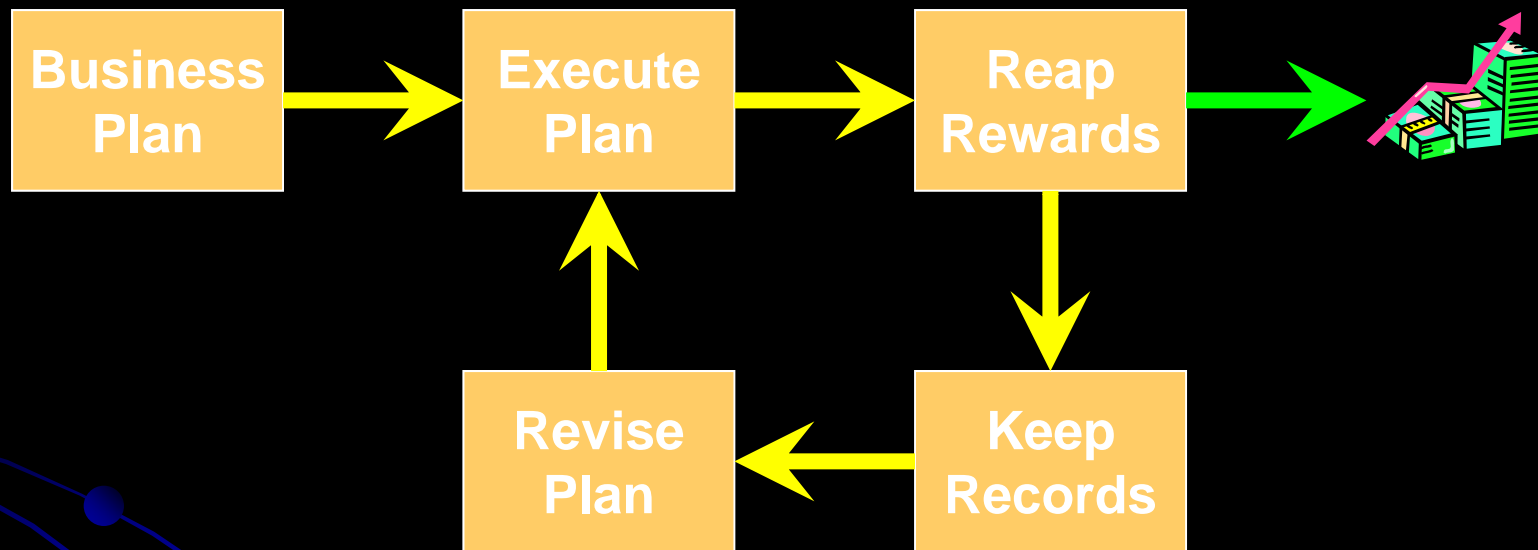 Business
Plan
Execute
Plan
Reap
Rewards
Revise
Plan
Keep
Records